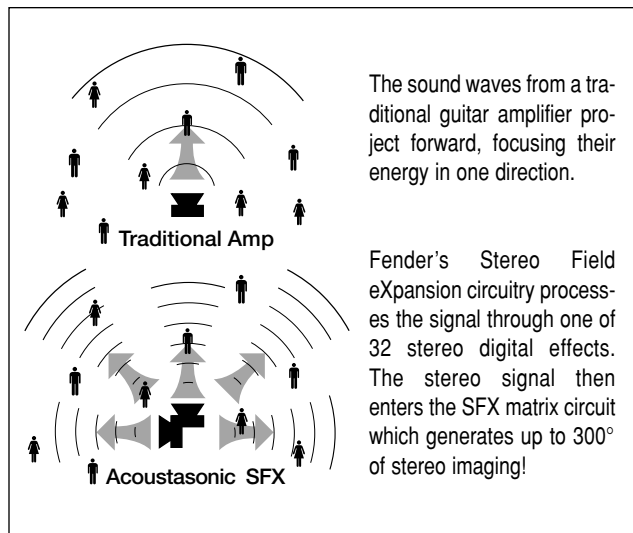 The sound waves from a tra-
ditional guitar amplifier pro-
ject forward, focusing their
energy in one direction.
Traditional Amp
Fender's Stereo Field
eXpansion circuitry process-
es the signal through one of
32 stereo digital effects.
The stereo signal then
enters the SFX matrix circuit
which generates up to 300°
of stereo imaging!
Acoustasonic SFX